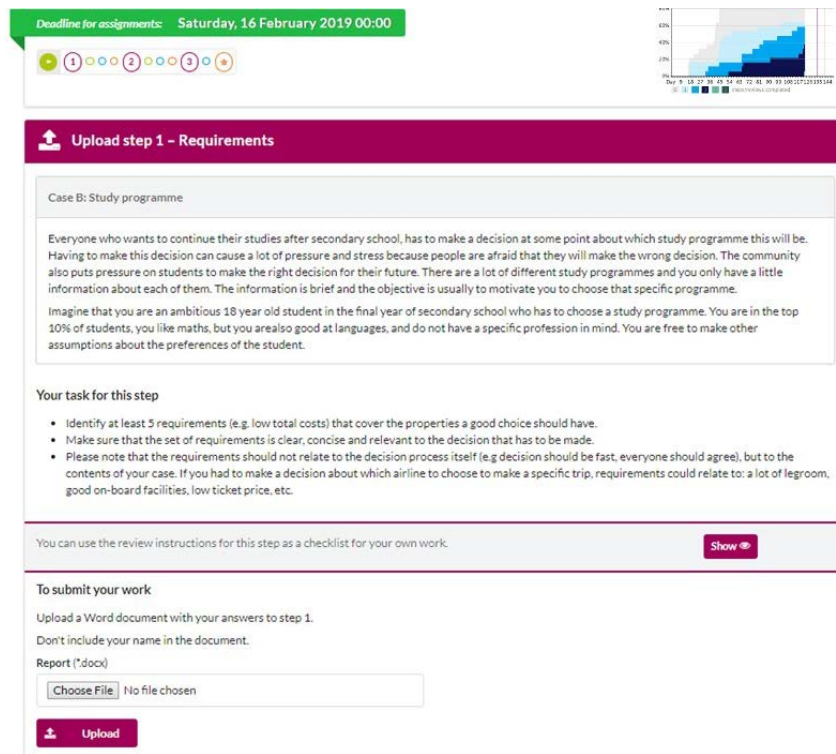 Deadline for assignments: Saturday, 16 February 2019 00:00
1 2 3
60%
40%
20%
0%
Upload step 1 – Requirements
Case B: Study programme
Everyone who wants to continue their studies after secondary school, has to make a decision at some point about which study programme this will be.
Having to make this decision can cause a lot of pressure and stress because people are afraid that they will make the wrong decision. The community
also puts pressure on students to make the right decision for their future. There are a lot of different study programmes and you only have a little
information about each of them. The information is brief and the objective is usually to motivate you to choose that specific programme.
Imagine that you are an ambitious 18 year old student in the final year of secondary school who has to choose a study programme. You are in the top
10% of students, you like maths, but you arealso good at languages, and do not have a specific profession in mind. You are free to make other
assumptions about the preferences of the student.
Your task for this step
• Identify at least 5 requirements (e.g. low total costs) that cover the properties a good choice should have.
• Make sure that the set of requirements is clear, concise and relevant to the decision that has to be made.
• Please note that the requirements should not relate to the decision process itself (e.g decision should be fast, everyone should agree), but to the
contents of your case. If you had to make a decision about which airline to choose to make a specific trip, requirements could relate to: a lot of legroom,
good on-board facilities, low ticket price, etc.
You can use the review instructions for this step as a checklist for your own work.
Show
To submit your work
Upload a Word document with your answers to step 1.
Don't include your name in the document.
Report (*.docx)
Choose File No file chosen
Upload